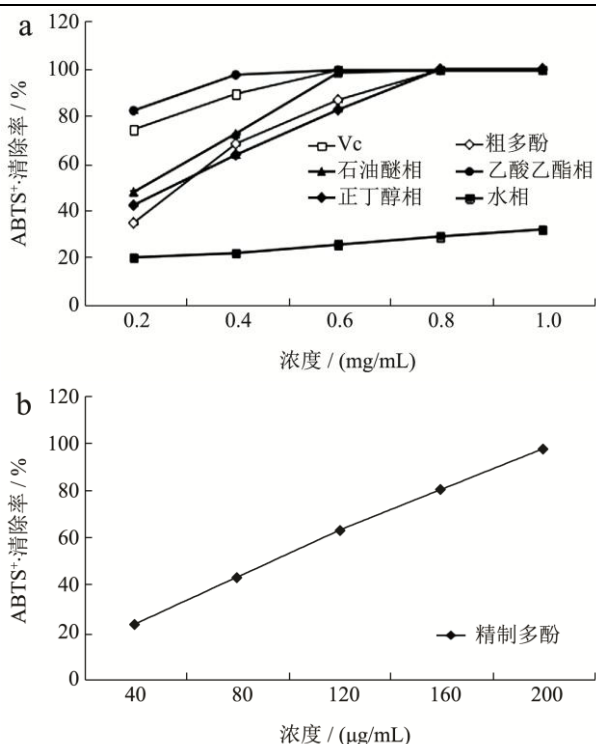 a
120
100
80
60
40
20
0
ABTS⁺·清除率 / %
Vc
粗多酚
石油醚相
乙酸乙酯相
正丁醇相
水相
0.2 0.4 0.6 0.8 1.0
浓度 / (mg/mL)
b
120
100
80
60
40
20
0
ABTS⁺·清除率 / %
精制多酚
40 80 120 160 200
浓度 / (μg/mL)